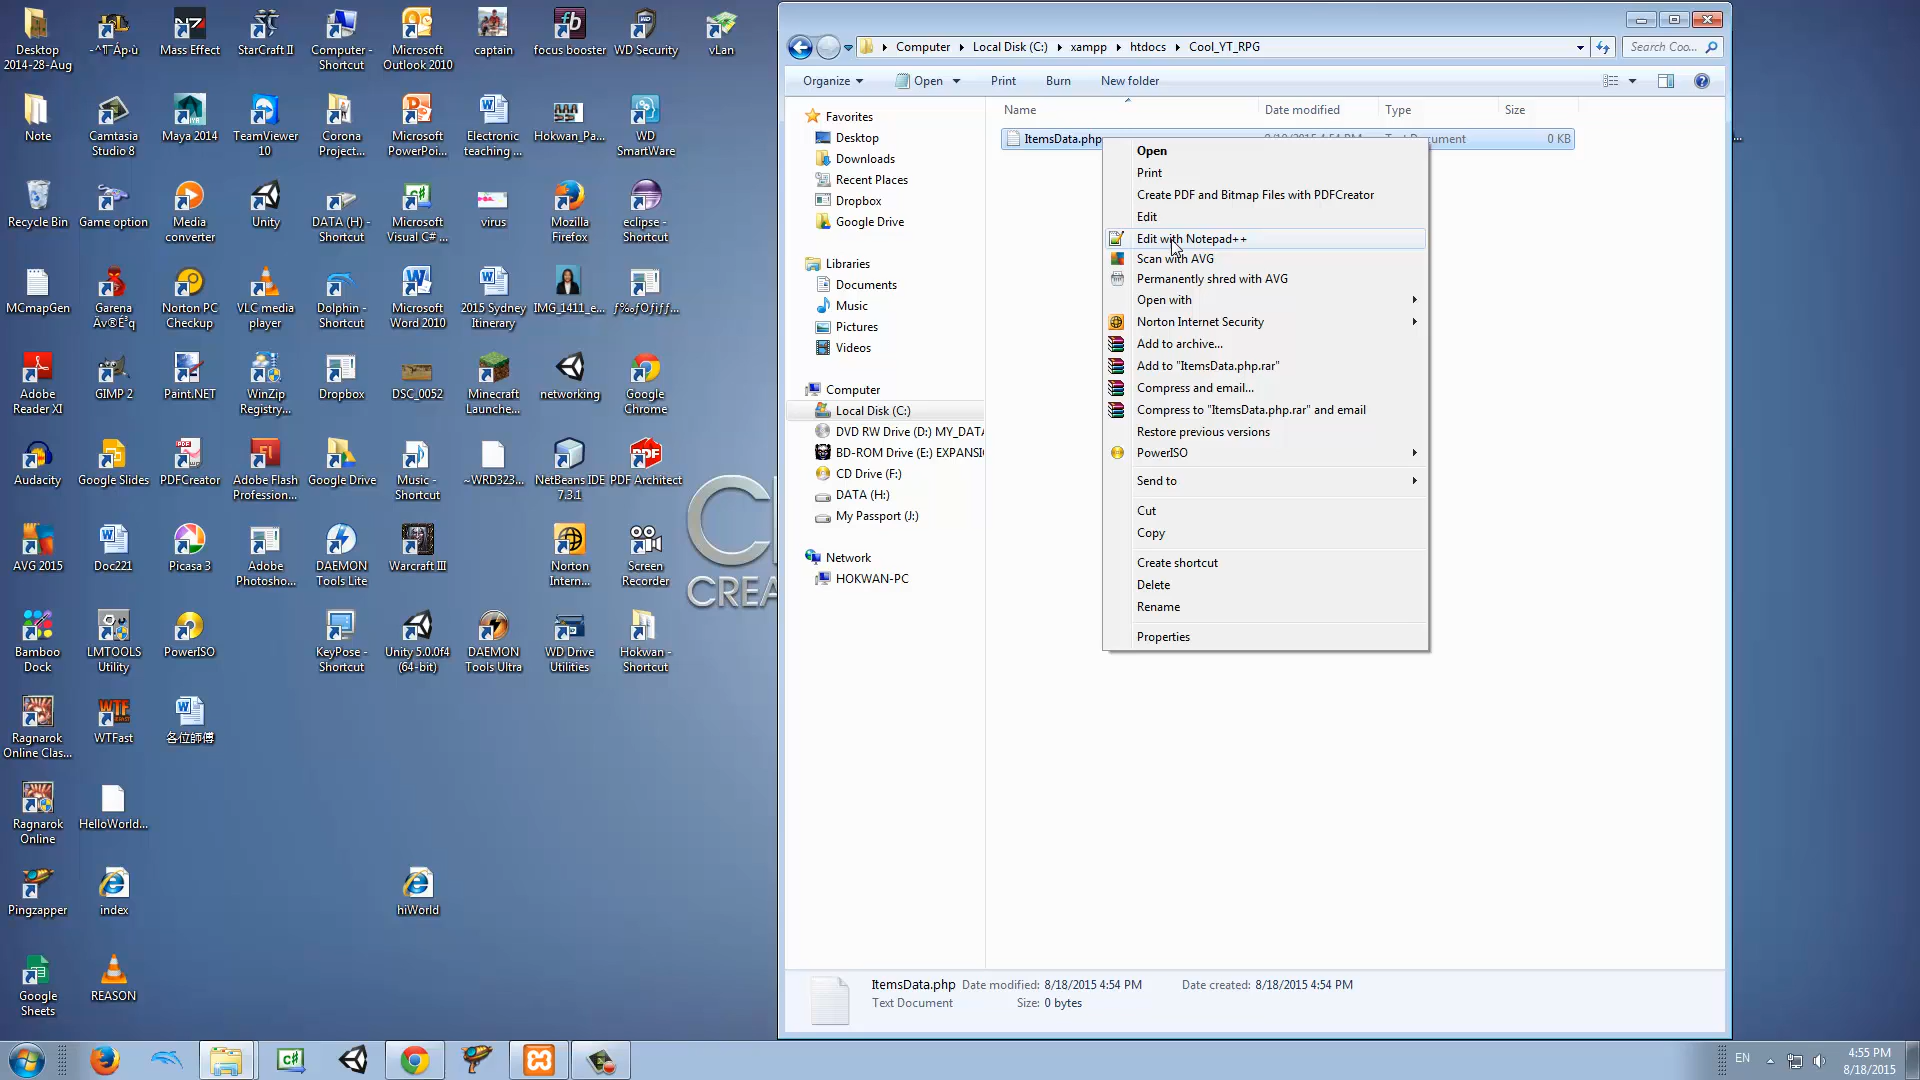 Desktop
2014-28-Aug
Mass Effect
StarCraft II
Computer -
Shortcut
Microsoft
Outlook 2010
captain
focus booster
WD Security
vLan
Note
Camtasia
Studio 8
Maya 2014
TeamViewer
10
Corona
Project...
Microsoft
PowerPoi...
Electronic
teaching ...
Hokwan_Pa...
WD
SmartWare
Recycle Bin
Game option
Media
converter
Unity
DATA (H) -
Shortcut
Microsoft
Visual C# ...
virus
Mozilla
Firefox
eclipse -
Shortcut
MCmapGen
Garena
Norton PC
Checkup
VLC media
player
Dolphin -
Shortcut
Microsoft
Word 2010
2015 Sydney
Itinerary
IMG_1411_e...
Adobe
Reader XI
GIMP 2
Paint.NET
WinZip
Registry...
Dropbox
DSC_0052
Minecraft
Launche...
networking
Google
Chrome
Audacity
Google Slides
PDFCreator
Adobe Flash
Profession...
Google Drive
Music -
Shortcut
~WRD323...
NetBeans IDE
7.3.1
PDF Architect
AVG 2015
Doc221
Picasa 3
Adobe
Photosho...
DAEMON
Tools Lite
Warcraft III
Norton
Intern...
Screen
Recorder
Bamboo
Dock
LMTOOLS
Utility
PowerISO
KeyPose -
Shortcut
Unity 5.0.0f4
(64-bit)
DAEMON
Tools Ultra
WD Drive
Utilities
Hokwan -
Shortcut
Ragnarok
Online Clas...
WTFast
各位師傅
Ragnarok
Online
HelloWorld...
Pingzapper
index
hiWorld
Google
Sheets
REASON
CREA
Computer
Local Disk (C:)
xampp
htdocs
Cool_YT_RPG
Search Coo...
Organize
Open
Print
Burn
New folder
Favorites
Desktop
Downloads
Recent Places
Dropbox
Google Drive
Libraries
Documents
Music
Pictures
Videos
Computer
Local Disk (C:)
DVD RW Drive (D:) MY_DATA
BD-ROM Drive (E:) EXPANSI
CD Drive (F:)
DATA (H:)
My Passport (J:)
Network
HOKWAN-PC
Name
Date modified
Type
Size
ItemsData.php
8/18/2015 4:54 PM
Text Document
0 KB
Open
Print
Create PDF and Bitmap Files with PDFCreator
Edit
Edit with Notepad++
Scan with AVG
Permanently shred with AVG
Open with
Norton Internet Security
Add to archive...
Add to "ItemsData.php.rar"
Compress and email...
Compress to "ItemsData.php.rar" and email
Restore previous versions
PowerISO
Send to
Cut
Copy
Create shortcut
Delete
Rename
Properties
ItemsData.php Date modified: 8/18/2015 4:54 PM Date created: 8/18/2015 4:54 PM
Text Document Size: 0 bytes
EN
4:55 PM
8/18/2015